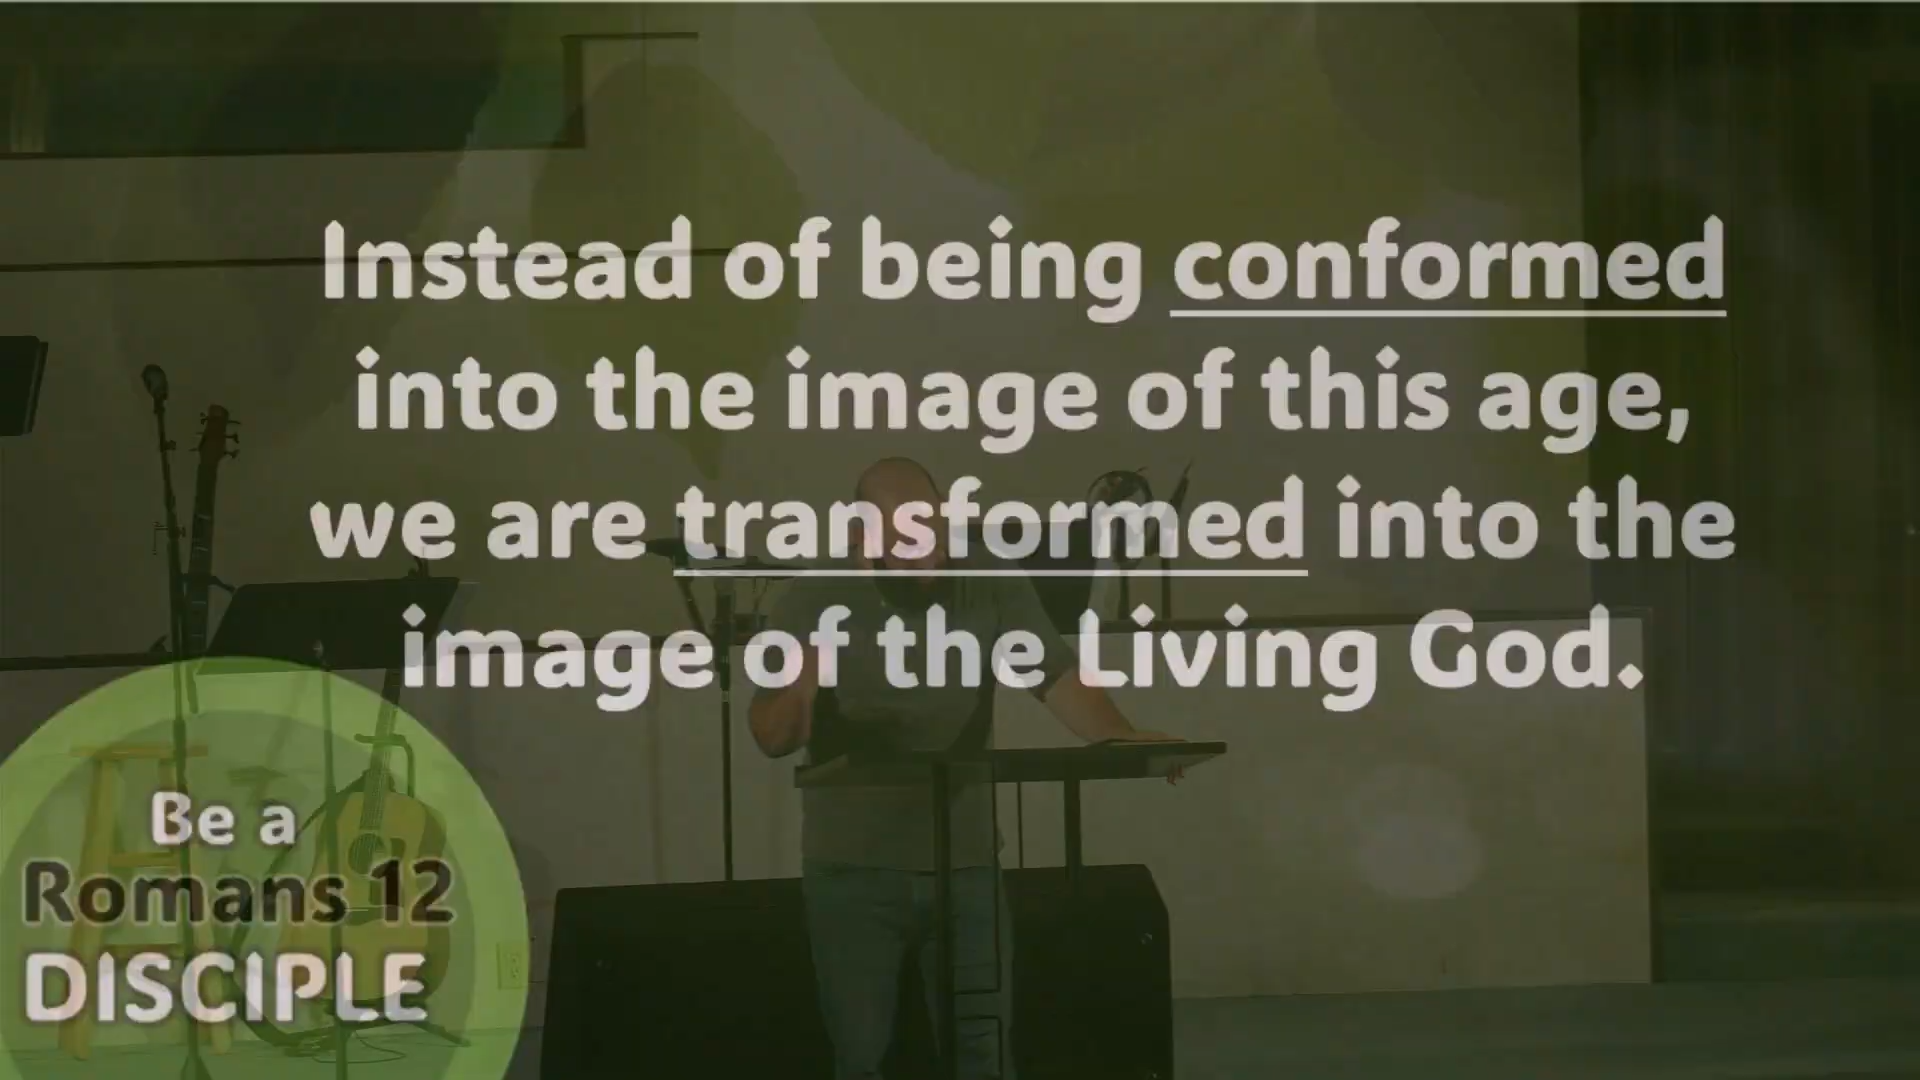 Instead of being conformed
into the image of this age,
we are transformed into the
image of the Living God.
Be a
Romans 12
DISCIPLE